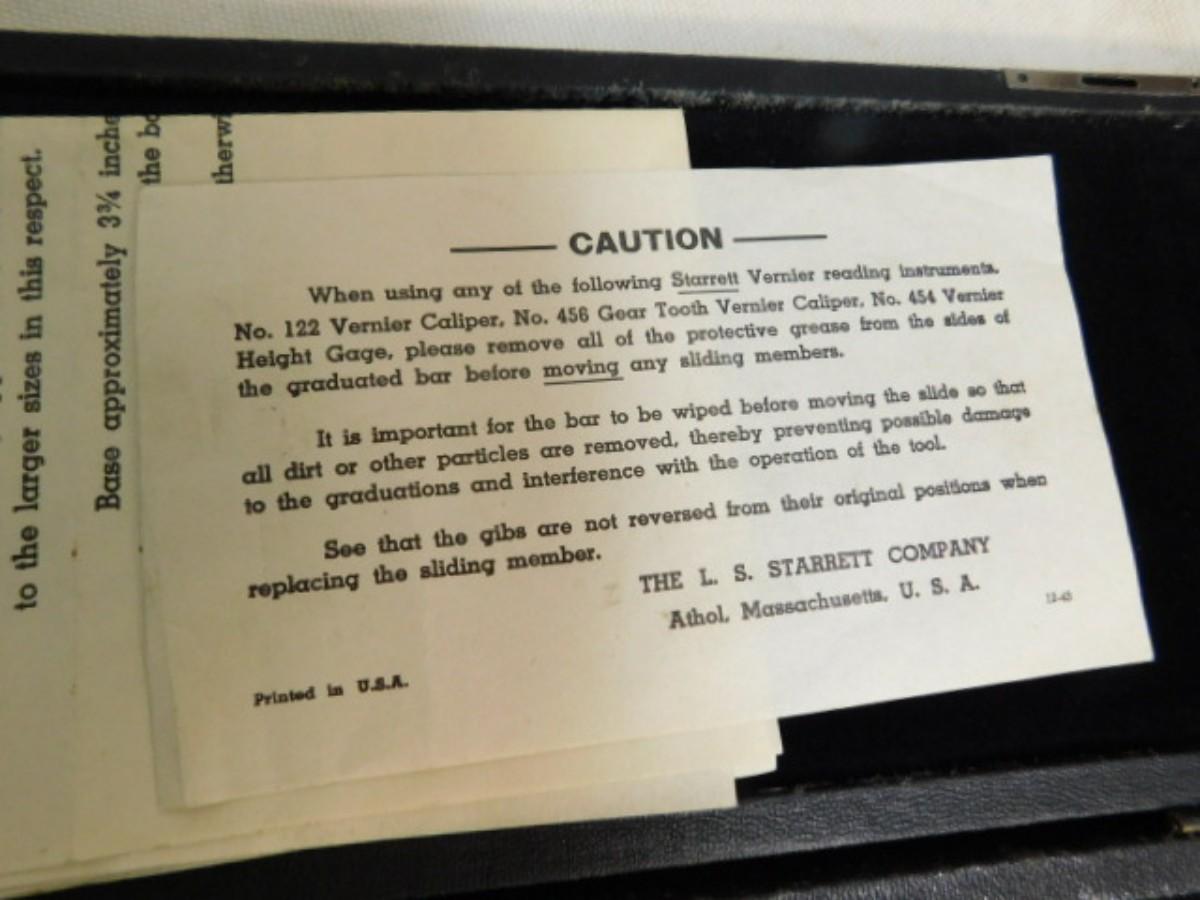 CAUTION
When using any of the following Starrett Vernier reading instruments,
No. 122 Vernier Caliper, No. 456 Gear Tooth Vernier Caliper, No. 454 Vernier
Height Gage, please remove all of the protective grease from the sides of
the graduated bar before moving any sliding members.
It is important for the bar to be wiped before moving the slide so that
all dirt or other particles are removed, thereby preventing possible damage
to the graduations and interference with the operation of the tool.
See that the gibs are not reversed from their original positions when
replacing the sliding member.
THE L. S. STARRETT COMPANY
Athol, Massachusetts, U. S. A.
Printed in U.S.A.
to the larger sizes in this respect.
Base approximately 3¾ inche
the bo
therw